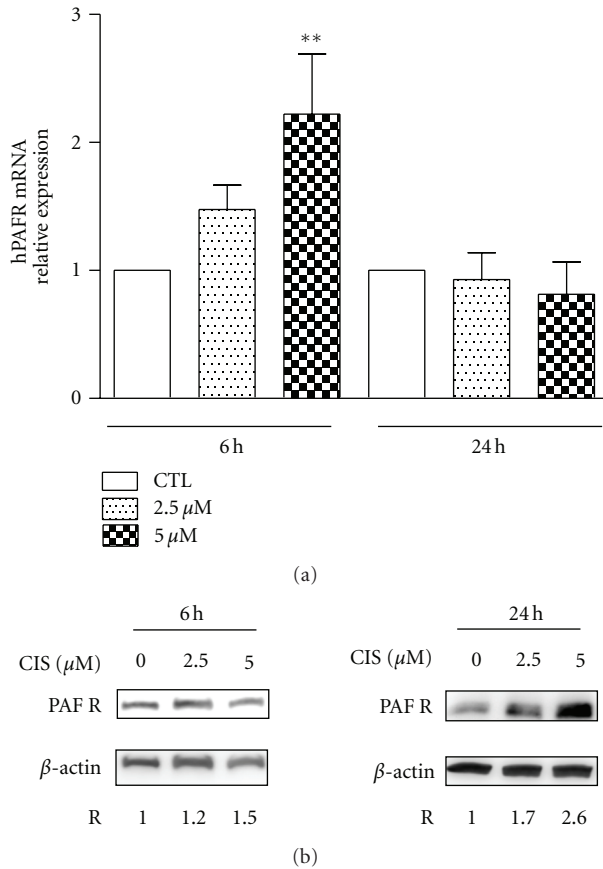 3
2
1
0
hPAFR mRNA
relative expression
**
6 h
24 h
CTL
2.5 μM
5 μM
(a)
6 h
CIS (μM) 0 2.5 5
PAF R
β-actin
R 1 1.2 1.5
24 h
CIS (μM) 0 2.5 5
PAF R
β-actin
R 1 1.7 2.6
(b)